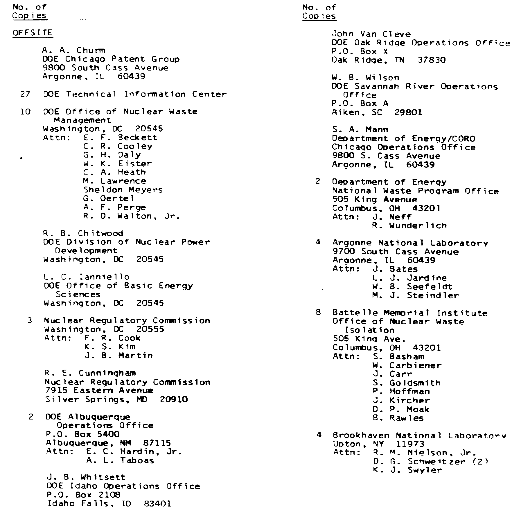 No. of
Copies
OFFSITE
A. A. Churm
DOE Chicago Patent Group
9800 South Cass Avenue
Argonne, IL 60439
27 DOE Technical Information Center
10 DOE Office of Nuclear Waste
Management
Washington, DC 20545
Attn: E. F. Beckett
C. R. Cooley
G. H. Daly
W. K. Eister
C. A. Heath
M. Lawrence
Sheldon Meyers
G. Oertel
A. F. Perge
R. D. Walton, Jr.
R. B. Chitwood
DOE Division of Nuclear Power
Development
Washington, DC 20545
L. C. Ianniello
DOE Office of Basic Energy
Sciences
Washington, DC 20545
3 Nuclear Regulatory Commission
Washington, DC 20555
Attn: F. R. Cook
K. S. Kim
J. B. Martin
R. E. Cunningham
Nuclear Regulatory Commission
7915 Eastern Avenue
Silver Springs, MD 20910
2 DOE Albuquerque
Operations Office
P.O. Box 5400
Albuquerque, NM 87115
Attn: E. C. Hardin, Jr.
A. L. Taboas
J. B. Whitsett
DOE Idaho Operations Office
P.O. Box 2108
Idaho Falls, ID 83401
No. of
Copies
John Van Cleve
DOE Oak Ridge Operations Office
P.O. Box X
Oak Ridge, TN 37830
W. B. Wilson
DOE Savannah River Operations
Office
P.O. Box A
Aiken, SC 29801
S. A. Mann
Department of Energy/CORO
Chicago Operations Office
9800 S. Cass Avenue
Argonne, IL 60439
2 Department of Energy
National Waste Program Office
505 King Avenue
Columbus, OH 43201
Attn: J. Neff
R. Wunderlich
4 Argonne National Laboratory
9700 South Cass Avenue
Argonne, IL 60439
Attn: J. Bates
L. J. Jardine
W. B. Seefeldt
M. J. Steindler
8 Battelle Memorial Institute
Office of Nuclear Waste
Isolation
505 King Ave.
Columbus, OH 43201
Attn: S. Basham
W. Carbiener
J. Carr
S. Goldsmith
P. Hoffman
J. Kircher
D. P. Moak
B. Rawles
4 Brookhaven National Laboratory
Upton, NY 11973
Attn: R. M. Nielson, Jr.
D. G. Schweitzer (2)
K. J. Swyler